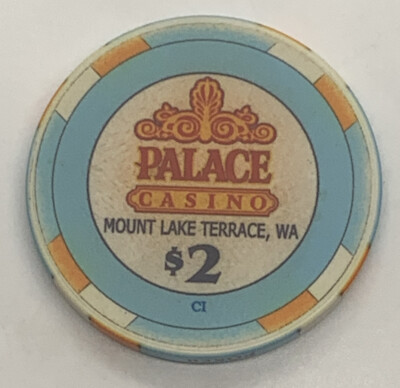 PALACE
CASINO
MOUNT LAKE TERRACE, WA
$2
CI